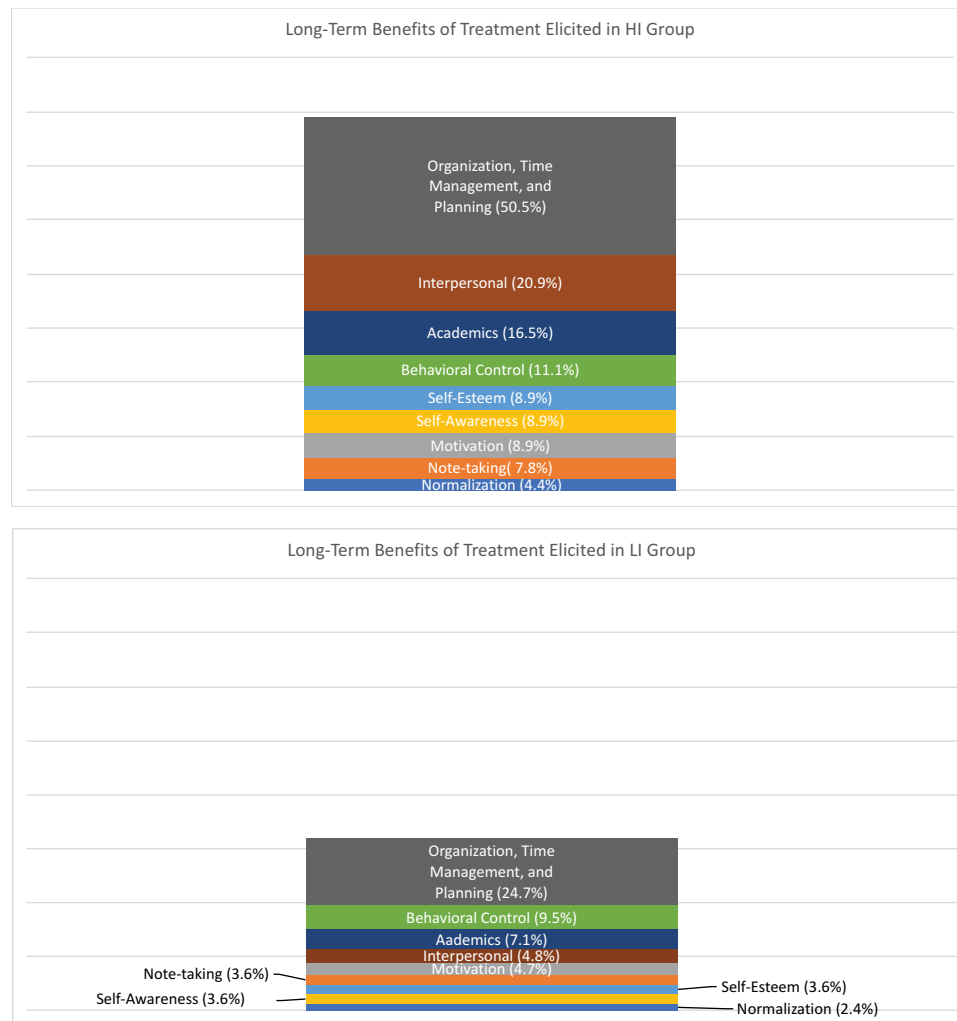 Long-Term Benefits of Treatment Elicited in HI Group
Organization, Time
Management, and
Planning (50.5%)
Interpersonal (20.9%)
Academics (16.5%)
Behavioral Control (11.1%)
Self-Esteem (8.9%)
Self-Awareness (8.9%)
Motivation (8.9%)
Note-taking( 7.8%)
Normalization (4.4%)
Long-Term Benefits of Treatment Elicited in LI Group
Organization, Time
Management, and
Planning (24.7%)
Behavioral Control (9.5%)
Aademics (7.1%)
Interpersonal (4.8%)
Motivation (4.7%)
Note-taking (3.6%)
Self-Esteem (3.6%)
Self-Awareness (3.6%)
Normalization (2.4%)